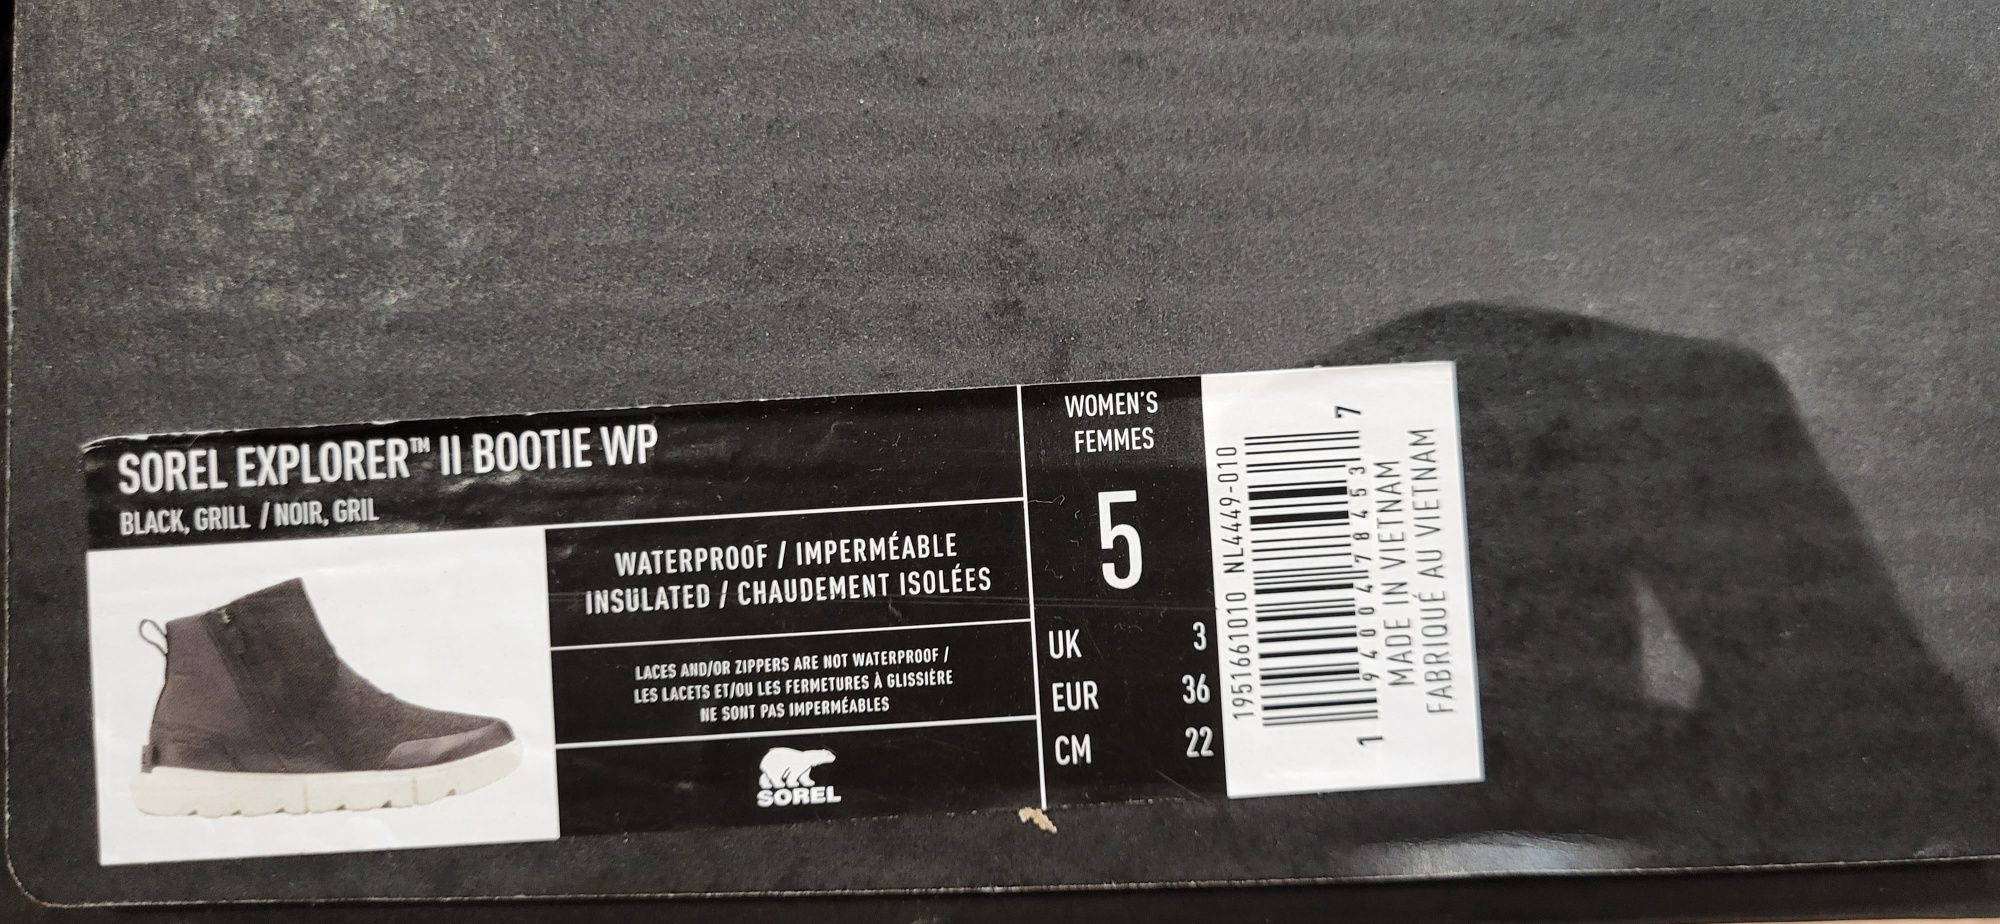 SOREL EXPLORER™ II BOOTIE WP
BLACK, GRILL / NOIR, GRIL
WATERPROOF / IMPERMÉABLE
INSULATED / CHAUDEMENT ISOLÉES
LACES AND/OR ZIPPERS ARE NOT WATERPROOF /
LES LACETS ET/OU LES FERMETURES À GLISSIÈRE
NE SONT PAS IMPERMÉABLES
SOREL
WOMEN'S
FEMMES
5
UK 3
EUR 36
CM 22
1951661010 NL4449-010
1 94004 78453 7
MADE IN VIETNAM
FABRIQUÉ AU VIETNAM